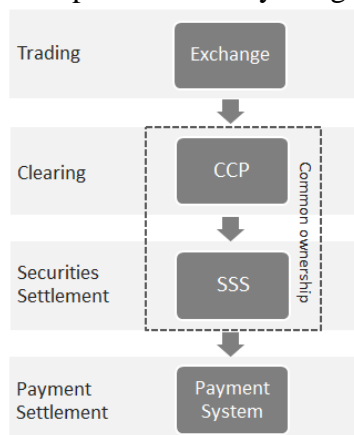 Trading
Exchange
Clearing
CCP
Common ownership
Securities
Settlement
SSS
Payment
Settlement
Payment
System